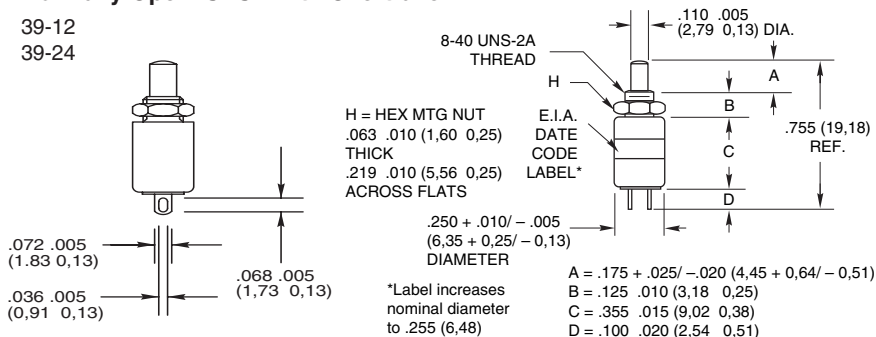 39-12
39-24
8-40 UNS-2A
THREAD
H
H = HEX MTG NUT
.063 .010 (1,60 0,25)
THICK
.219 .010 (5,56 0,25)
ACROSS FLATS
E.I.A.
DATE
CODE
LABEL*
.110 .005
(2,79 0,13) DIA.
A
B
C
D
.755 (19,18)
REF.
.250 + .010/ – .005
(6,35 + 0,25/ – 0,13)
DIAMETER
.072 .005
(1.83 0,13)
.036 .005
(0,91 0,13)
.068 .005
(1,73 0,13)
*Label increases
nominal diameter
to .255 (6,48)
A = .175 + .025/ –.020 (4,45 + 0,64/ – 0,51)
B = .125 .010 (3,18 0,25)
C = .355 .015 (9,02 0,38)
D = .100 .020 (2,54 0,51)